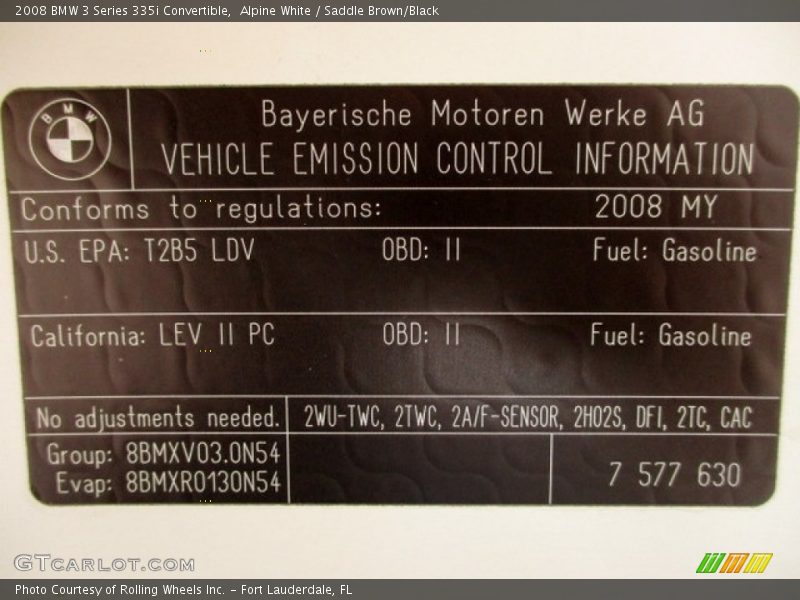 2008 BMW 3 Series 335i Convertible,  Alpine White / Saddle Brown/Black
BMW
Bayerische Motoren Werke AG
VEHICLE EMISSION CONTROL INFORMATION
Conforms to regulations: 2008 MY
U.S. EPA: T2B5 LDV OBD: II Fuel: Gasoline
California: LEV II PC OBD: II Fuel: Gasoline
No adjustments needed. 2WU-TWC, 2TWC, 2A/F-SENSOR, 2HO2S, DFI, 2TC, CAC
Group: 8BMXV03.0N54
Evap: 8BMXR0130N54
7 577 630
GTCARLOT.COM
Photo Courtesy of Rolling Wheels Inc. – Fort Lauderdale, FL